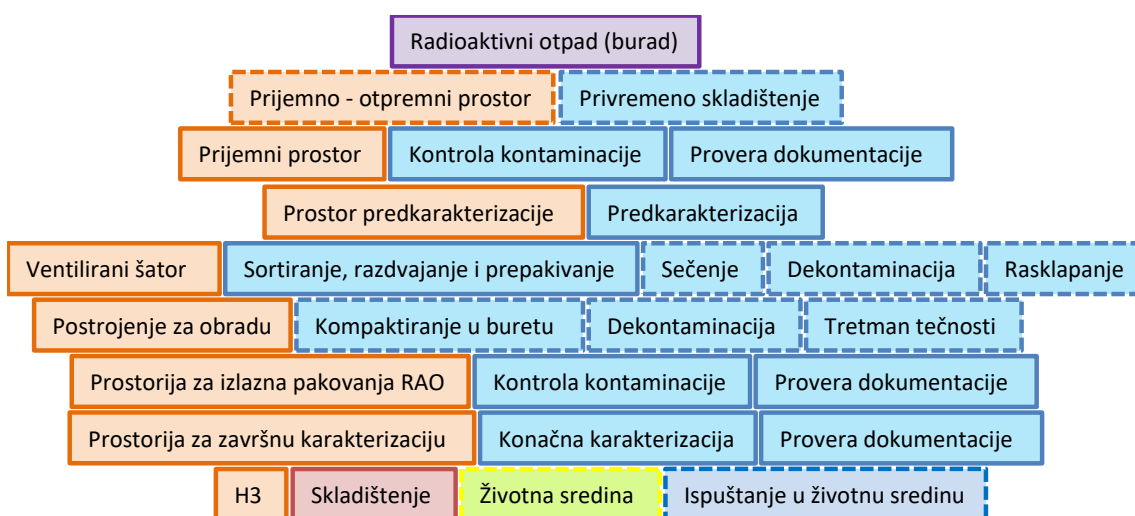 Radioaktivni otpad (burad)
Prijemno - otpremni prostor Privremeno skladištenje
Prijemni prostor Kontrola kontaminacije Provera dokumentacije
Prostor predkarakterizacije Predkarakterizacija
Ventilirani šator Sortiranje, razdvajanje i prepakivanje Sečenje Dekontaminacija Rasklapanje
Postrojenje za obradu Kompaktiranje u buretu Dekontaminacija Tretman tečnosti
Prostorija za izlazna pakovanja RAO Kontrola kontaminacije Provera dokumentacije
Prostorija za završnu karakterizaciju Konačna karakterizacija Provera dokumentacije
H3 Skladištenje Životna sredina Ispuštanje u životnu sredinu